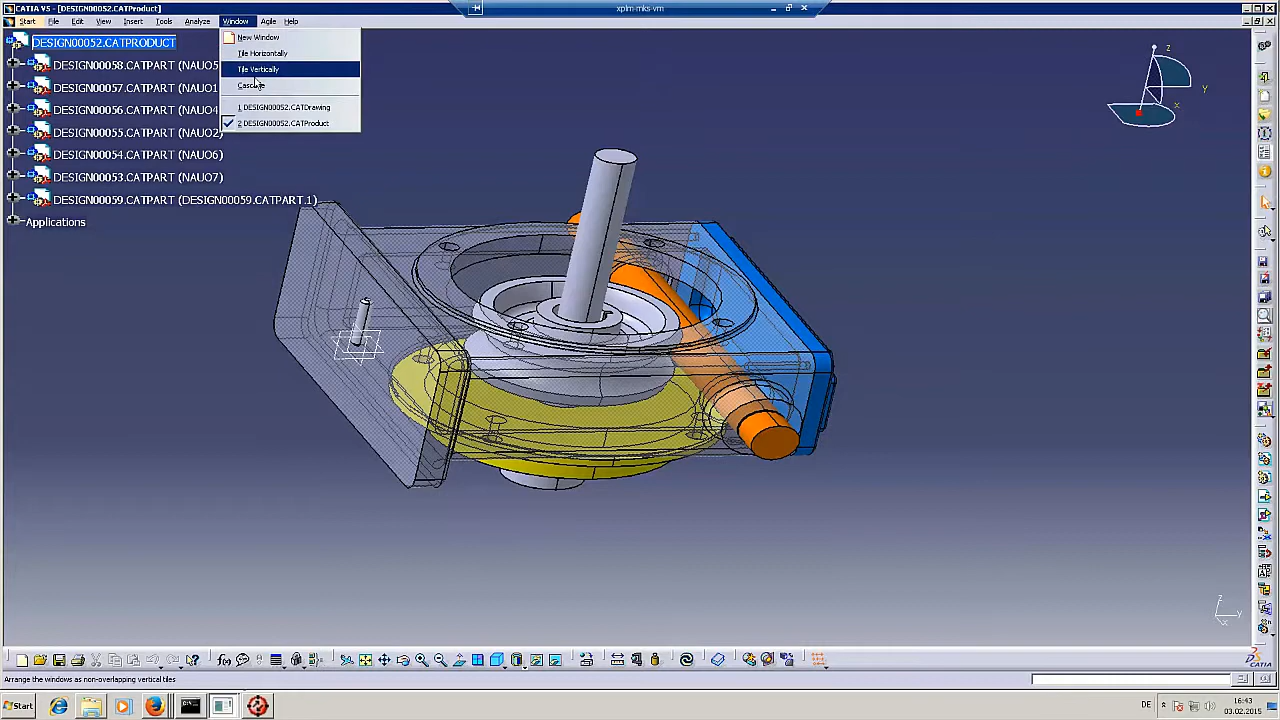 CATIA V5 - [DESIGN00052.CATProduct]
xplm-mks-vm
Start File Edit View Insert Tools Analyze Window Agile Help
New Window
Tile Horizontally
Tile Vertically
Cascade
1 DESIGN00052.CATDrawing
2 DESIGN00052.CATProduct
DESIGN00052.CATPRODUCT
DESIGN00058.CATPART (NAUO5
DESIGN00057.CATPART (NAUO1
DESIGN00056.CATPART (NAUO4
DESIGN00055.CATPART (NAUO2)
DESIGN00054.CATPART (NAUO6)
DESIGN00053.CATPART (NAUO7)
DESIGN00059.CATPART (DESIGN00059.CATPART.1)
Applications
z
y
x
z
y
x
CATIA
Arrange the windows as non-overlapping vertical tiles
Start
DE
16:43
03.02.2015